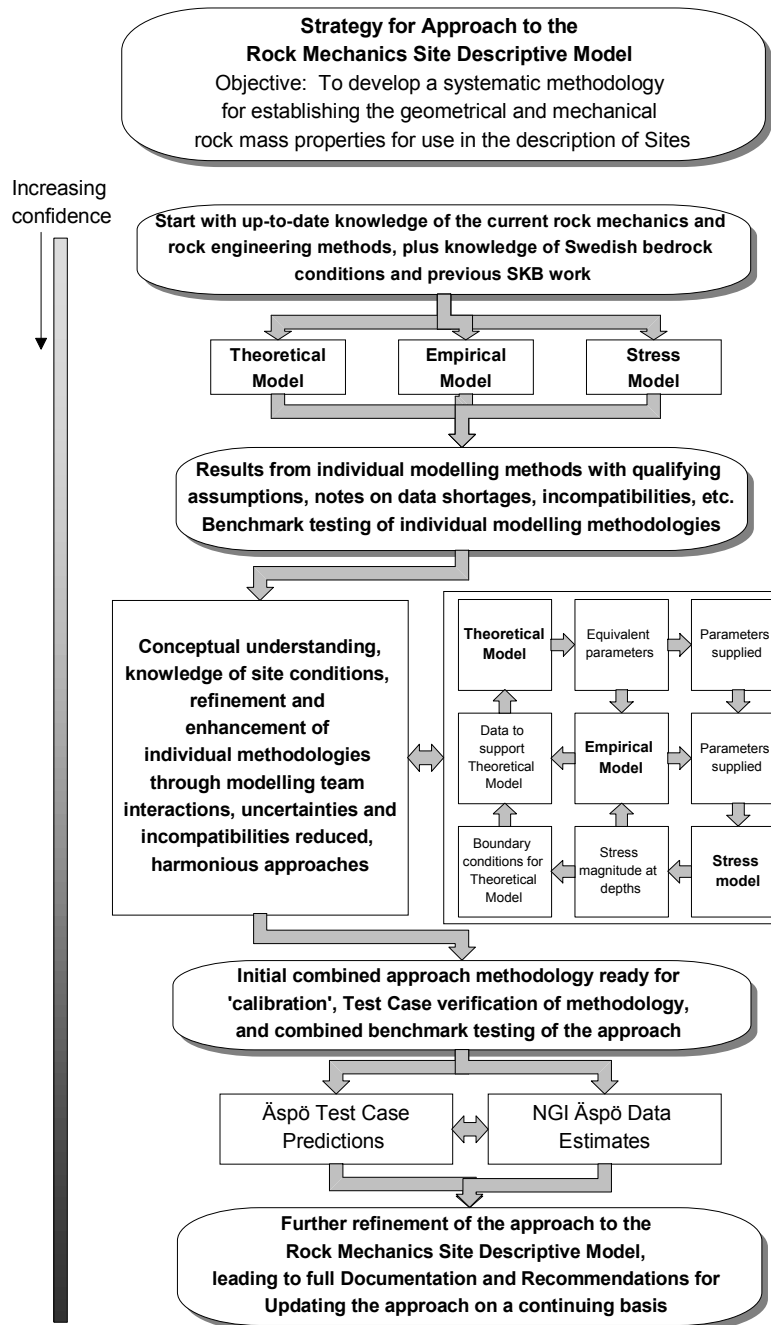 Strategy for Approach to the
Rock Mechanics Site Descriptive Model
Objective: To develop a systematic methodology
for establishing the geometrical and mechanical
rock mass properties for use in the description of Sites
Increasing
confidence
Start with up-to-date knowledge of the current rock mechanics and
rock engineering methods, plus knowledge of Swedish bedrock
conditions and previous SKB work
Theoretical
Model
Empirical
Model
Stress
Model
Results from individual modelling methods with qualifying
assumptions, notes on data shortages, incompatibilities, etc.
Benchmark testing of individual modelling methodologies
Conceptual understanding,
knowledge of site conditions,
refinement and
enhancement of
individual methodologies
through modelling team
interactions, uncertainties and
incompatibilities reduced,
harmonious approaches
Theoretical
Model
Equivalent
parameters
Parameters
supplied
Data to
support
Theoretical
Model
Empirical
Model
Parameters
supplied
Boundary
conditions for
Theoretical
Model
Stress
magnitude at
depths
Stress
model
Initial combined approach methodology ready for
'calibration', Test Case verification of methodology,
and combined benchmark testing of the approach
Äspö Test Case
Predictions
NGI Äspö Data
Estimates
Further refinement of the approach to the
Rock Mechanics Site Descriptive Model,
leading to full Documentation and Recommendations for
Updating the approach on a continuing basis